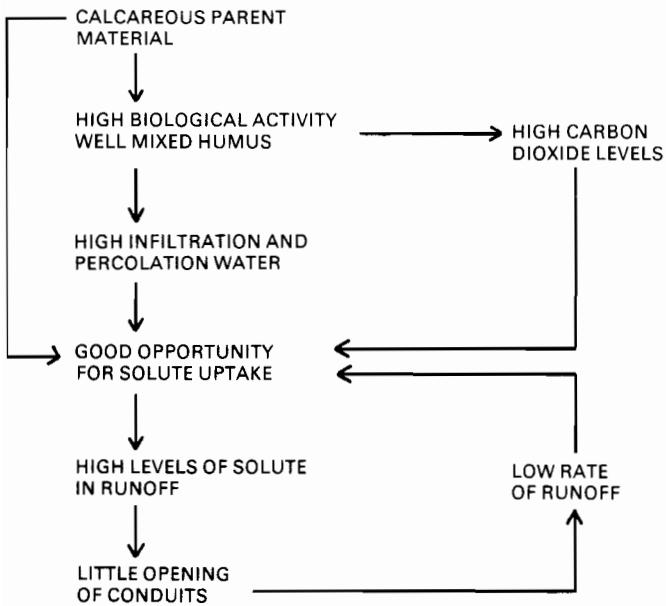 CALCAREOUS PARENT
MATERIAL
HIGH BIOLOGICAL ACTIVITY
WELL MIXED HUMUS
HIGH CARBON
DIOXIDE LEVELS
HIGH INFILTRATION AND
PERCOLATION WATER
GOOD OPPORTUNITY
FOR SOLUTE UPTAKE
HIGH LEVELS OF SOLUTE
IN RUNOFF
LOW RATE
OF RUNOFF
LITTLE OPENING
OF CONDUITS